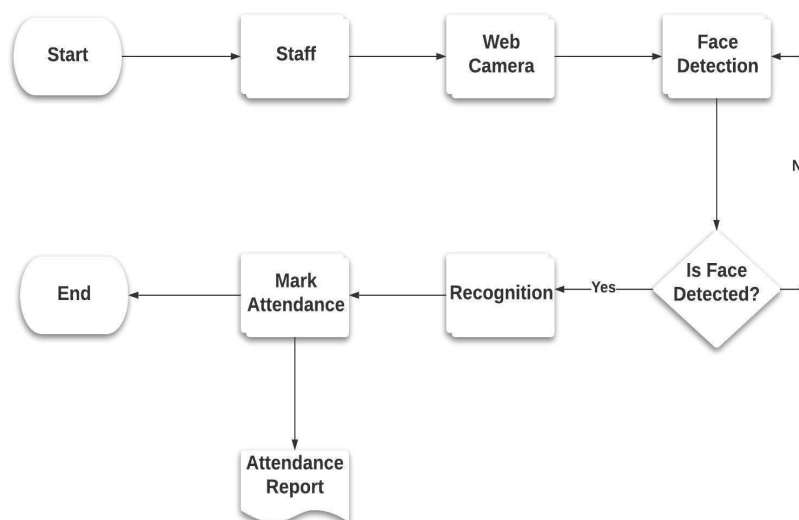 Start
Staff
Web
Camera
Face
Detection
N
Is Face
Detected?
Yes
Recognition
Mark
Attendance
End
Attendance
Report